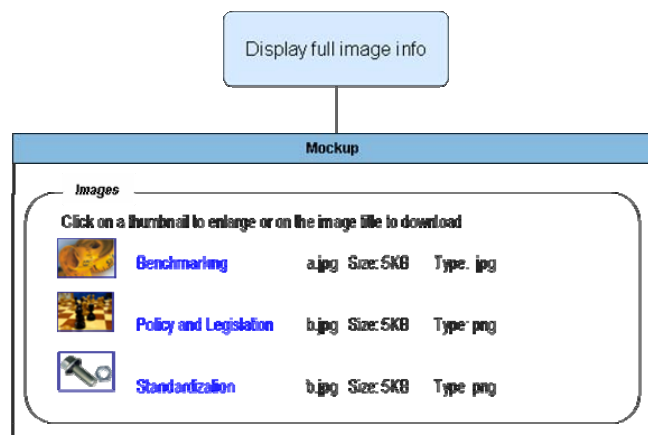 Display full image info
Mockup
Images
Click on a thumbnail to enlarge or on the image title to download
Benchmarking a.jpg Size: 5KB Type. jpg
Policy and Legislation b.jpg Size: 5KB Type png
Standardization b.jpg Size: 5KB Type png